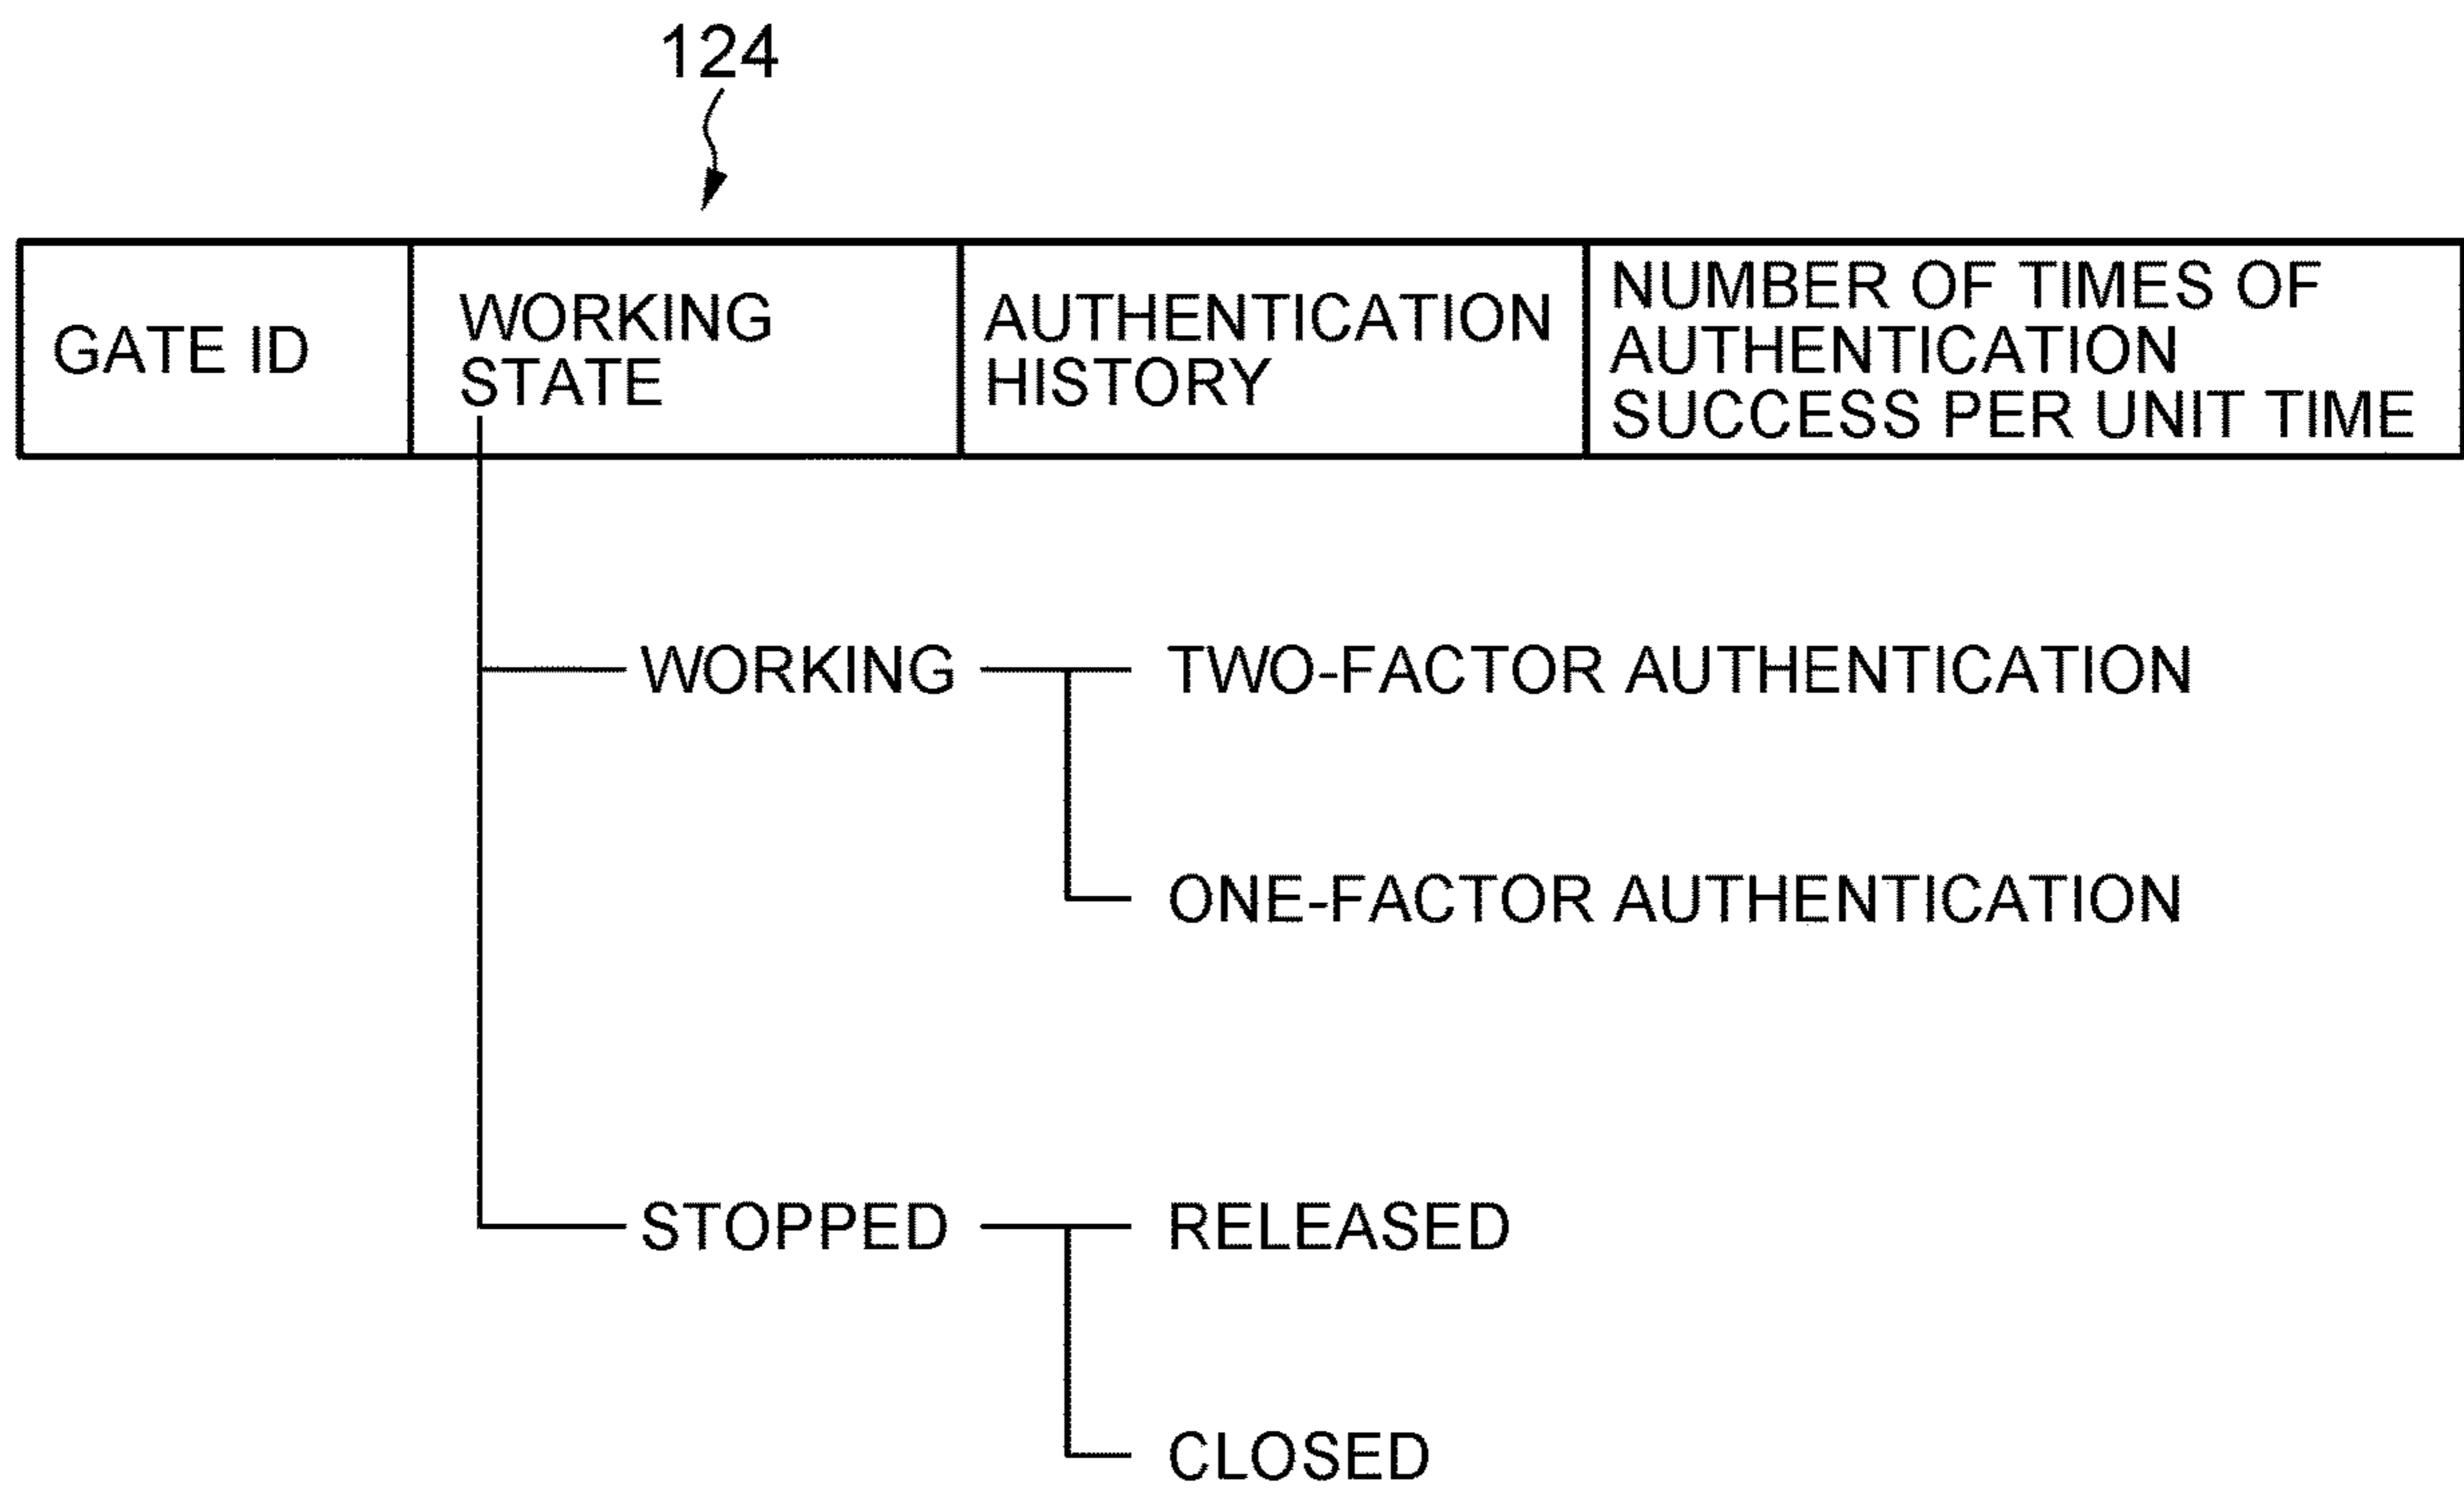 124
GATE ID
WORKING
STATE
AUTHENTICATION
HISTORY
NUMBER OF TIMES OF
AUTHENTICATION
SUCCESS PER UNIT TIME
WORKING
TWO-FACTOR AUTHENTICATION
ONE-FACTOR AUTHENTICATION
STOPPED
RELEASED
CLOSED